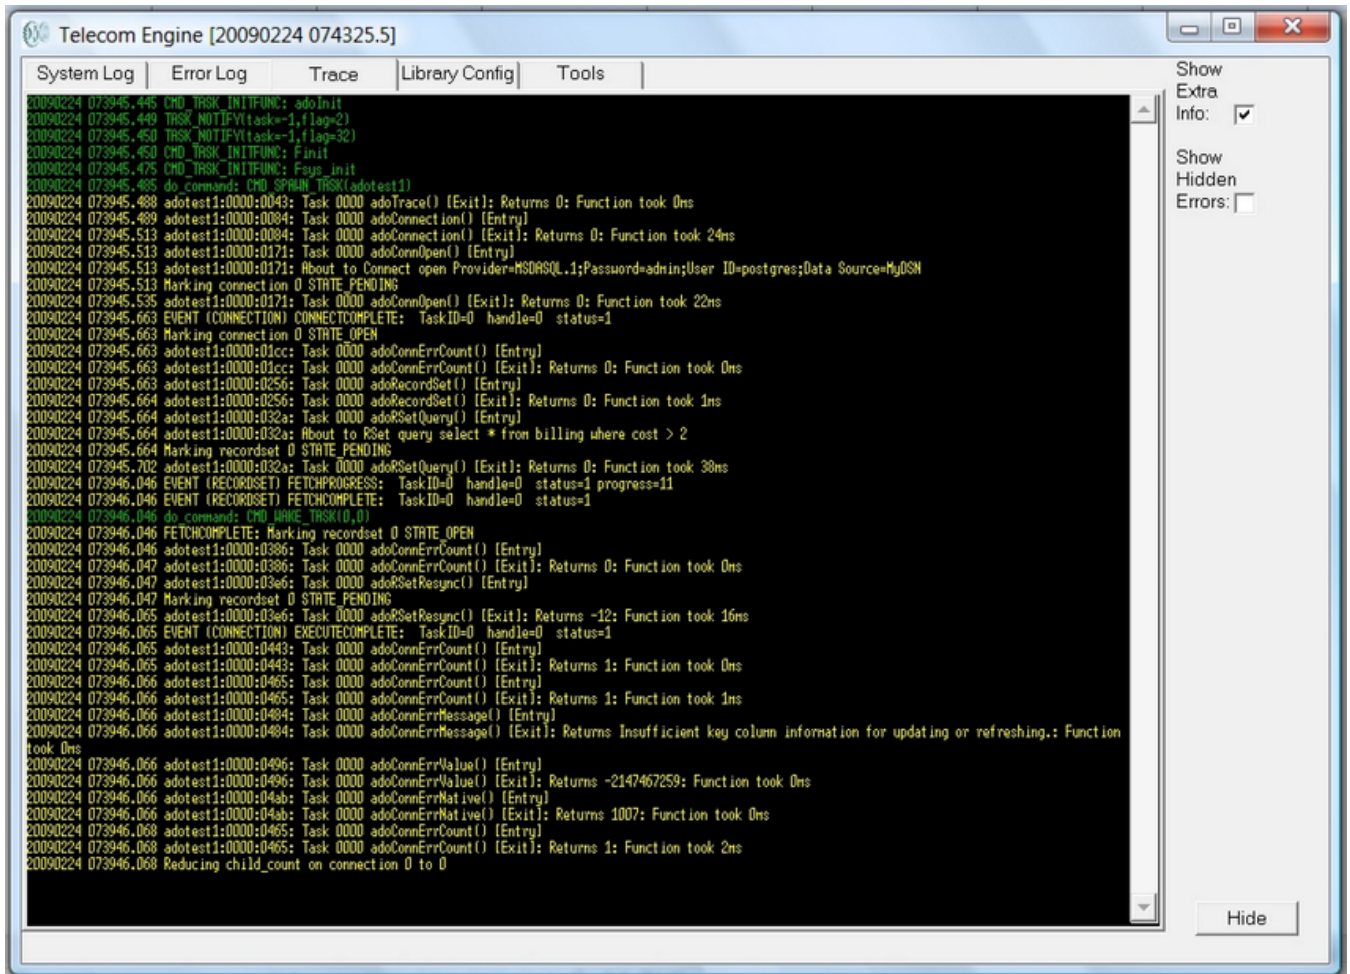 Telecom Engine [20090224 074325.5]
System Log
Error Log
Trace
Library Config
Tools
Show
Extra
Info:
Show
Hidden
Errors:
20090224 073945.445 CMD_TASK_INITFUNC: adoInit
20090224 073945.449 TASK_NOTIFY(task=-1,flag=2)
20090224 073945.450 TASK_NOTIFY(task=-1,flag=32)
20090224 073945.450 CMD_TASK_INITFUNC: Finit
20090224 073945.475 CMD_TASK_INITFUNC: Fsys_init
20090224 073945.485 do_command: CMD_SPAWN_TASK(adotest1)
20090224 073945.488 adotest1:0000:0043: Task 0000 adoTrace() [Exit]: Returns 0: Function took 0ms
20090224 073945.489 adotest1:0000:0084: Task 0000 adoConnection() [Entry]
20090224 073945.513 adotest1:0000:0084: Task 0000 adoConnection() [Exit]: Returns 0: Function took 24ms
20090224 073945.513 adotest1:0000:0171: Task 0000 adoConnOpen() [Entry]
20090224 073945.513 adotest1:0000:0171: About to Connect open Provider=MSDASQL.1;Password=admin;User ID=postgres;Data Source=MyDSN
20090224 073945.513 Marking connection 0 STATE_PENDING
20090224 073945.535 adotest1:0000:0171: Task 0000 adoConnOpen() [Exit]: Returns 0: Function took 22ms
20090224 073945.663 EVENT (CONNECTION) CONNECTCOMPLETE:  TaskID=0  handle=0  status=1
20090224 073945.663 Marking connection 0 STATE_OPEN
20090224 073945.663 adotest1:0000:01cc: Task 0000 adoConnErrCount() [Entry]
20090224 073945.663 adotest1:0000:01cc: Task 0000 adoConnErrCount() [Exit]: Returns 0: Function took 0ms
20090224 073945.663 adotest1:0000:0256: Task 0000 adoRecordSet() [Entry]
20090224 073945.664 adotest1:0000:0256: Task 0000 adoRecordSet() [Exit]: Returns 0: Function took 1ms
20090224 073945.664 adotest1:0000:032a: Task 0000 adoRSetQuery() [Entry]
20090224 073945.664 adotest1:0000:032a: About to RSet query select * from billing where cost > 2
20090224 073945.664 Marking recordset 0 STATE_PENDING
20090224 073945.702 adotest1:0000:032a: Task 0000 adoRSetQuery() [Exit]: Returns 0: Function took 38ms
20090224 073946.046 EVENT (RECORDSET) FETCHPROGRESS:  TaskID=0  handle=0  status=1 progress=11
20090224 073946.046 EVENT (RECORDSET) FETCHCOMPLETE:  TaskID=0  handle=0  status=1
20090224 073946.046 do_command: CMD_WAKE_TASK(0,0)
20090224 073946.046 FETCHCOMPLETE: Marking recordset 0 STATE_OPEN
20090224 073946.046 adotest1:0000:0386: Task 0000 adoConnErrCount() [Entry]
20090224 073946.047 adotest1:0000:0386: Task 0000 adoConnErrCount() [Exit]: Returns 0: Function took 0ms
20090224 073946.047 adotest1:0000:03e6: Task 0000 adoRSetResync() [Entry]
20090224 073946.047 Marking recordset 0 STATE_PENDING
20090224 073946.065 adotest1:0000:03e6: Task 0000 adoRSetResync() [Exit]: Returns -12: Function took 16ms
20090224 073946.065 EVENT (CONNECTION) EXECUTECOMPLETE:  TaskID=0  handle=0  status=1
20090224 073946.065 adotest1:0000:0443: Task 0000 adoConnErrCount() [Entry]
20090224 073946.065 adotest1:0000:0443: Task 0000 adoConnErrCount() [Exit]: Returns 1: Function took 0ms
20090224 073946.066 adotest1:0000:0465: Task 0000 adoConnErrCount() [Entry]
20090224 073946.066 adotest1:0000:0465: Task 0000 adoConnErrCount() [Exit]: Returns 1: Function took 1ms
20090224 073946.066 adotest1:0000:0484: Task 0000 adoConnErrMessage() [Entry]
20090224 073946.066 adotest1:0000:0484: Task 0000 adoConnErrMessage() [Exit]: Returns Insufficient key column information for updating or refreshing.: Function
took 0ms
20090224 073946.066 adotest1:0000:0496: Task 0000 adoConnErrValue() [Entry]
20090224 073946.066 adotest1:0000:0496: Task 0000 adoConnErrValue() [Exit]: Returns -2147467259: Function took 0ms
20090224 073946.066 adotest1:0000:04ab: Task 0000 adoConnErrNative() [Entry]
20090224 073946.066 adotest1:0000:04ab: Task 0000 adoConnErrNative() [Exit]: Returns 1007: Function took 0ms
20090224 073946.068 adotest1:0000:0465: Task 0000 adoConnErrCount() [Entry]
20090224 073946.068 adotest1:0000:0465: Task 0000 adoConnErrCount() [Exit]: Returns 1: Function took 2ms
20090224 073946.068 Reducing child_count on connection 0 to 0
Hide